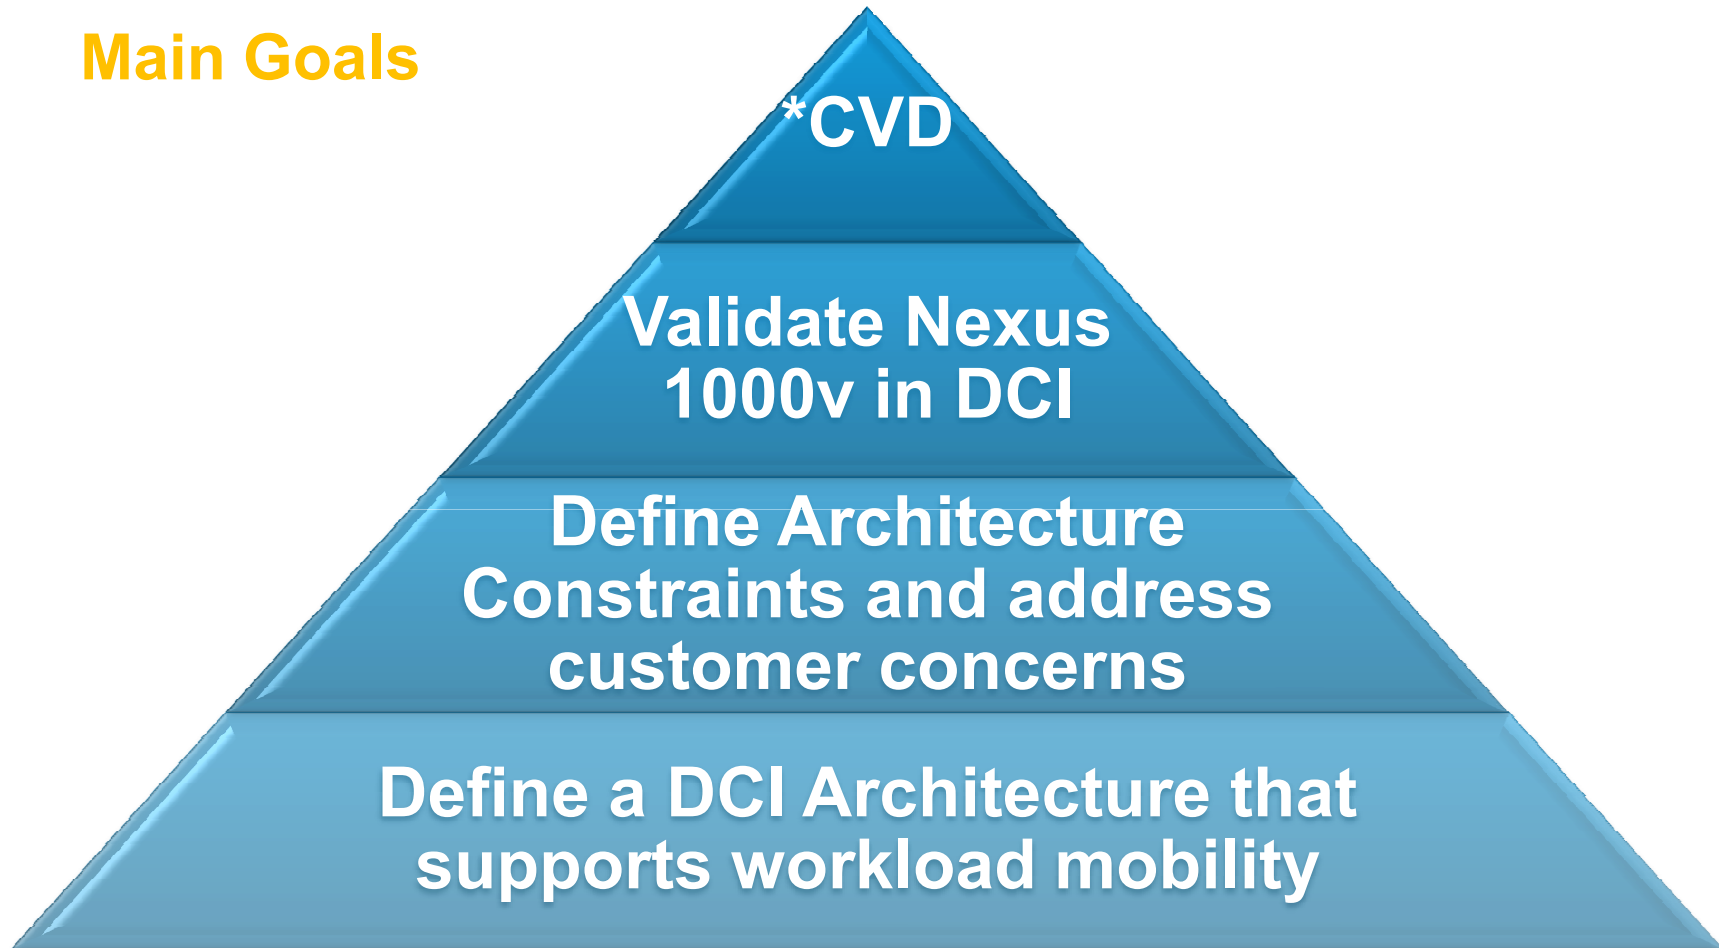 Main Goals
*CVD
Validate Nexus
1000v in DCI
Define Architecture
Constraints and address
customer concerns
Define a DCI Architecture that
supports workload mobility